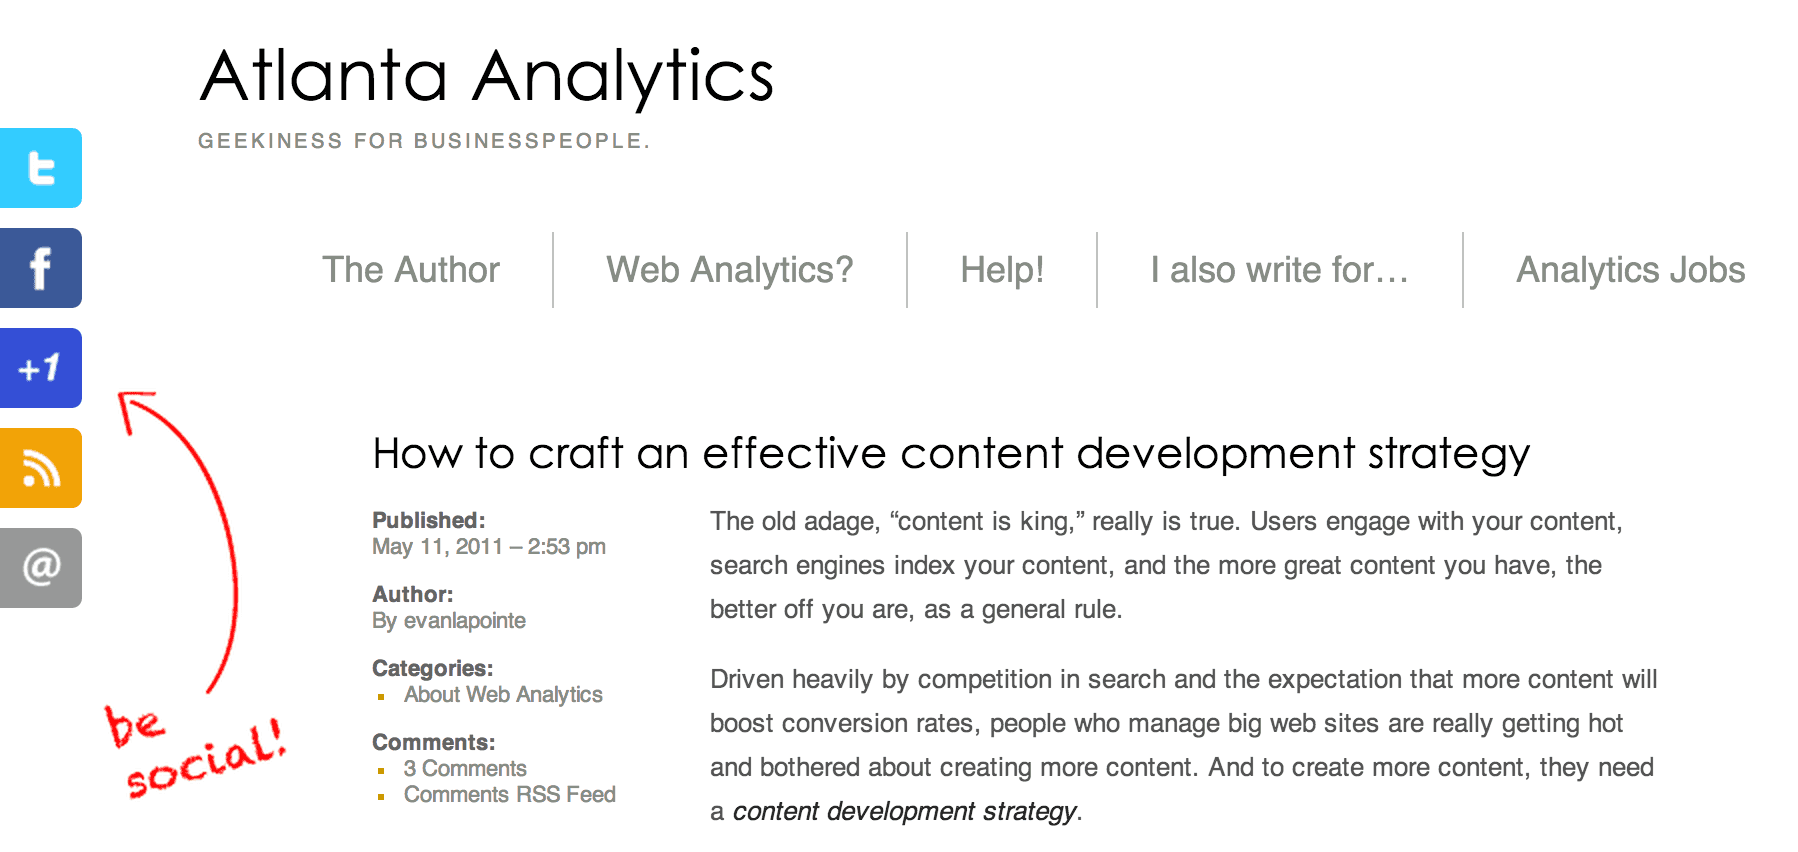 Atlanta Analytics
GEEKINESS FOR BUSINESSPEOPLE.
t
f
+1
@
The Author
Web Analytics?
Help!
I also write for…
Analytics Jobs
be
social!
How to craft an effective content development strategy
Published:
May 11, 2011 – 2:53 pm
Author:
By evanlapointe
Categories:
About Web Analytics
Comments:
3 Comments
Comments RSS Feed
The old adage, “content is king,” really is true. Users engage with your content,
search engines index your content, and the more great content you have, the
better off you are, as a general rule.
Driven heavily by competition in search and the expectation that more content will
boost conversion rates, people who manage big web sites are really getting hot
and bothered about creating more content. And to create more content, they need
a content development strategy.